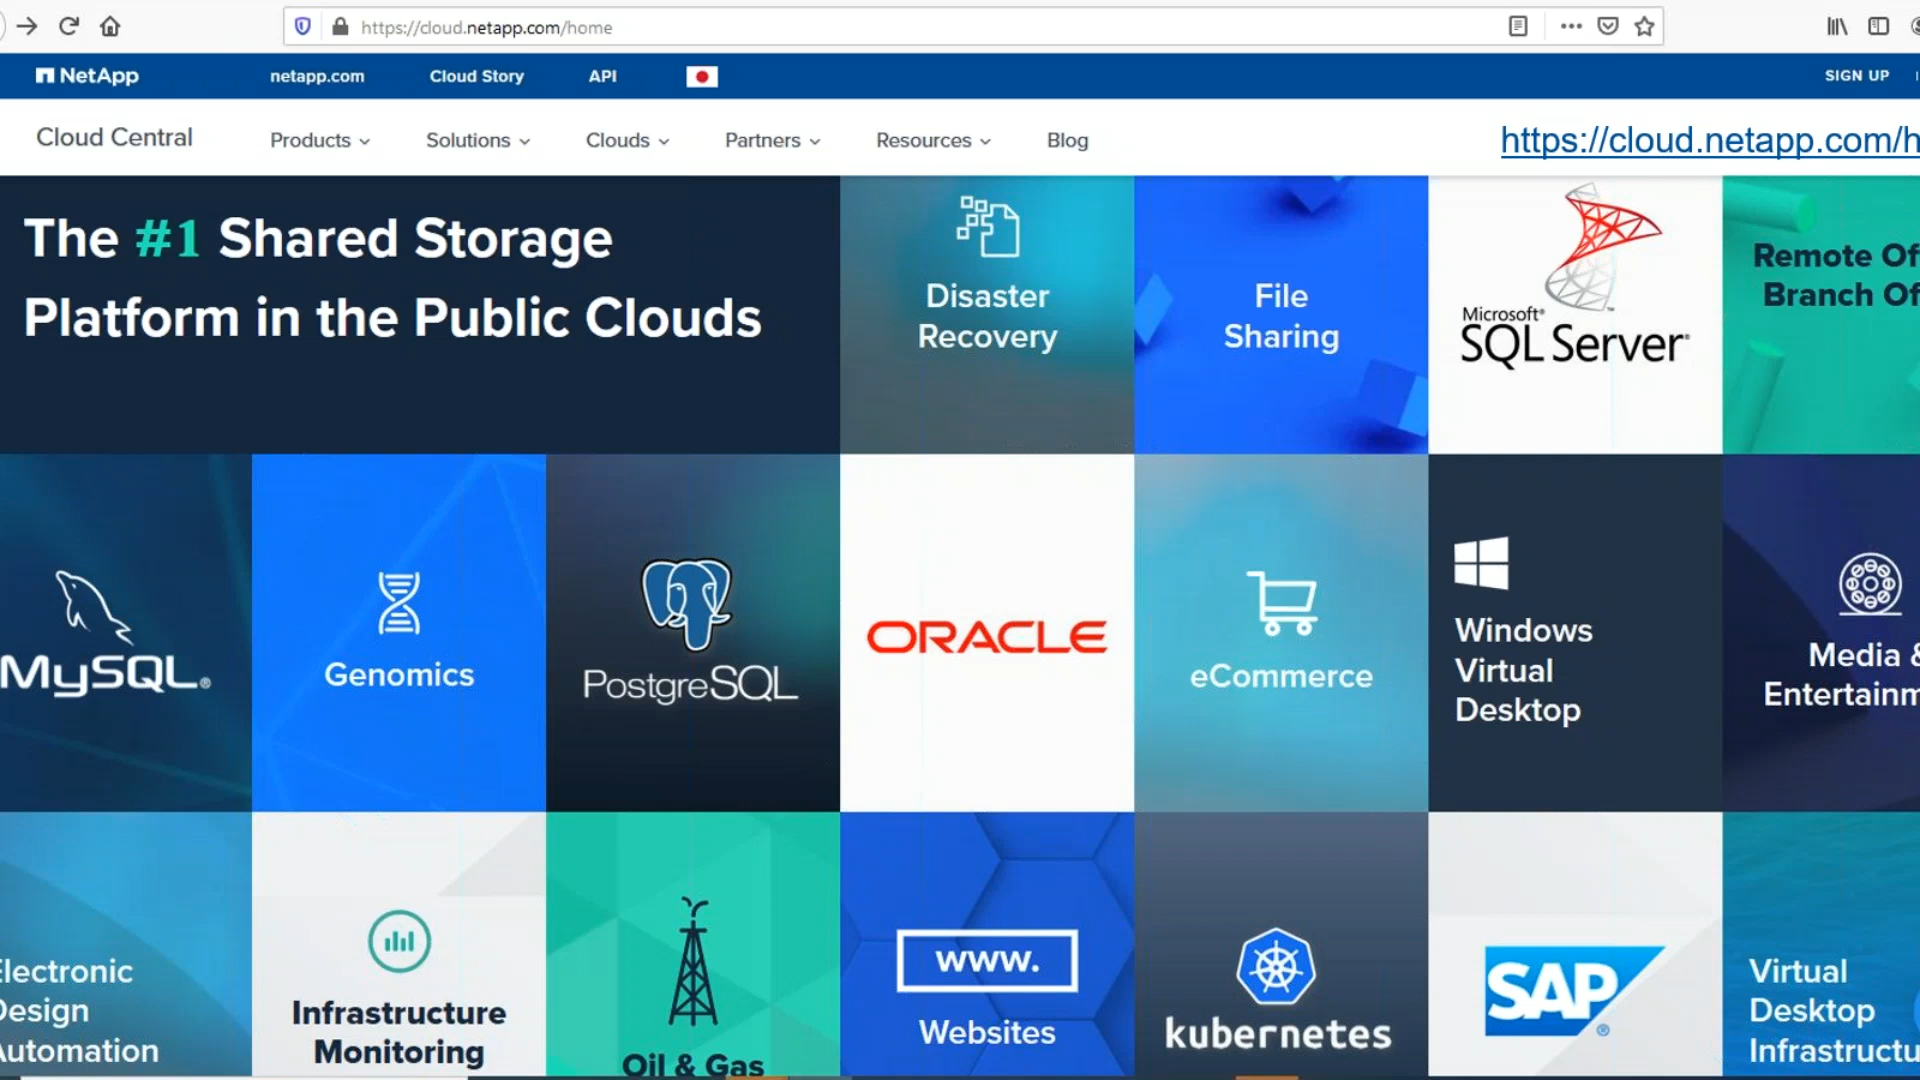 https://cloud.netapp.com/home
NetApp
netapp.com
Cloud Story
API
SIGN UP
Cloud Central
Products
Solutions
Clouds
Partners
Resources
Blog
https://cloud.netapp.com/h
The #1 Shared Storage
Platform in the Public Clouds
Disaster
Recovery
File
Sharing
Microsoft®
SQL Server®
Remote Of
Branch Of
MySQL®
Genomics
PostgreSQL
ORACLE
eCommerce
Windows
Virtual
Desktop
Media &
Entertainm
Electronic
Design
Automation
Infrastructure
Monitoring
Oil & Gas
www.
Websites
kubernetes
SAP®
Virtual
Desktop
Infrastructu